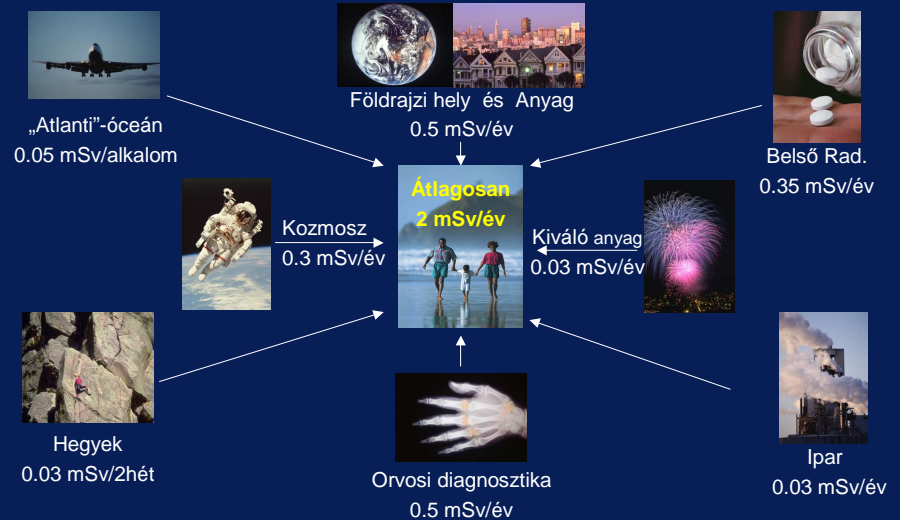 „Atlanti”-óceán
0.05 mSv/alkalom
Földrajzi hely és Anyag
0.5 mSv/év
Belső Rad.
0.35 mSv/év
Átlagosan
2 mSv/év
Kozmosz
0.3 mSv/év
Kiváló anyag
0.03 mSv/év
Hegyek
0.03 mSv/2hét
Orvosi diagnosztika
0.5 mSv/év
Ipar
0.03 mSv/év